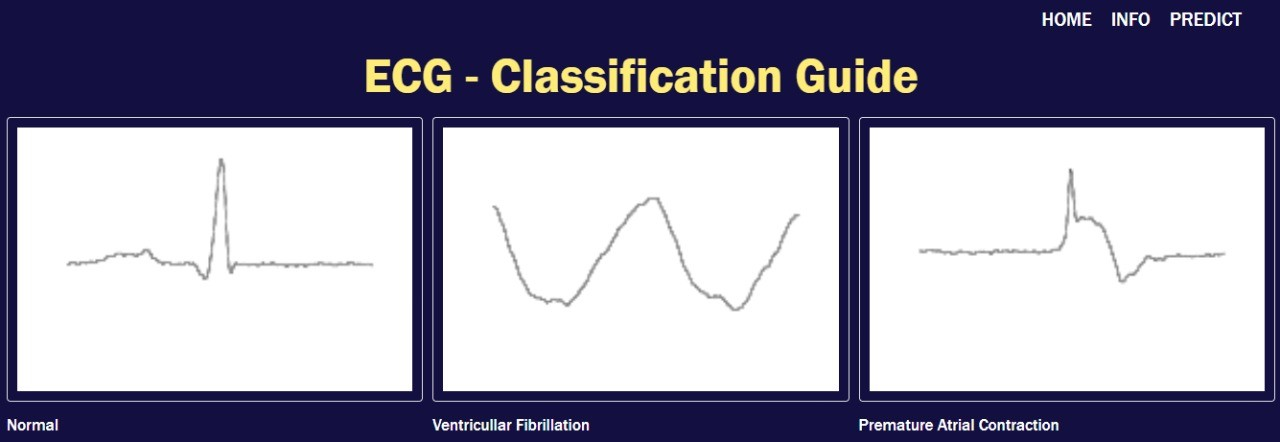 HOME INFO PREDICT
ECG - Classification Guide
Normal
Ventricullar Fibrillation
Premature Atrial Contraction